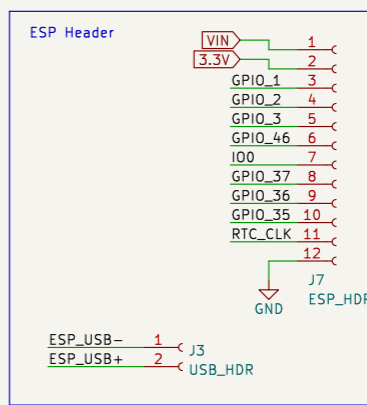 ESP Header
VIN 1
3.3V 2
GPIO_1 3
GPIO_2 4
GPIO_3 5
GPIO_46 6
IO0 7
GPIO_37 8
GPIO_36 9
GPIO_35 10
RTC_CLK 11
12
J7
ESP_HDR
GND
ESP_USB- 1
J3
ESP_USB+ 2
USB_HDR